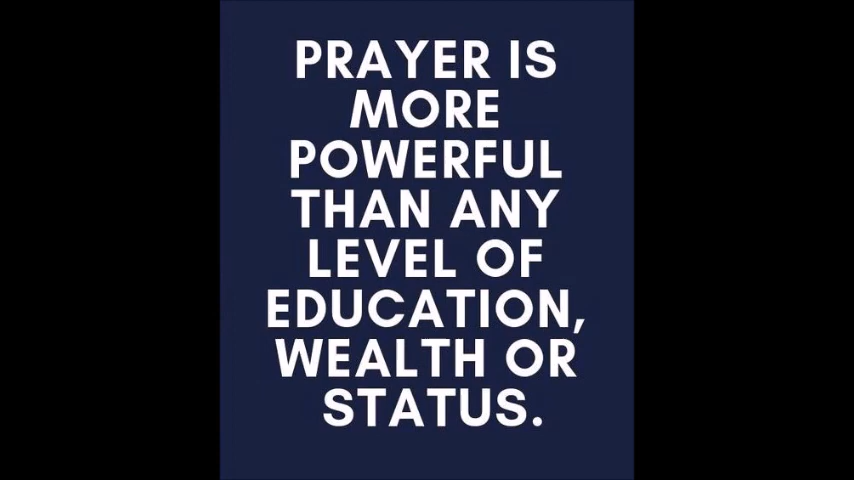 PRAYER IS
MORE
POWERFUL
THAN ANY
LEVEL OF
EDUCATION,
WEALTH OR
STATUS.